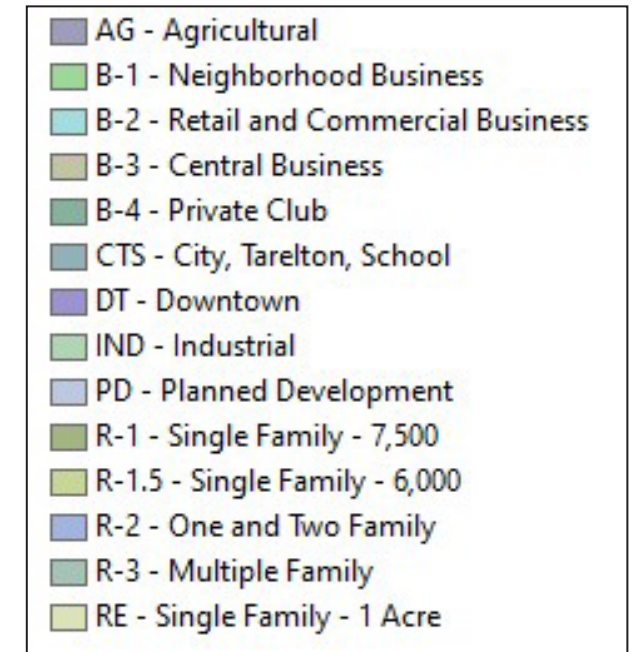 AG - Agricultural
B-1 - Neighborhood Business
B-2 - Retail and Commercial Business
B-3 - Central Business
B-4 - Private Club
CTS - City, Tarelton, School
DT - Downtown
IND - Industrial
PD - Planned Development
R-1 - Single Family - 7,500
R-1.5 - Single Family - 6,000
R-2 - One and Two Family
R-3 - Multiple Family
RE - Single Family - 1 Acre